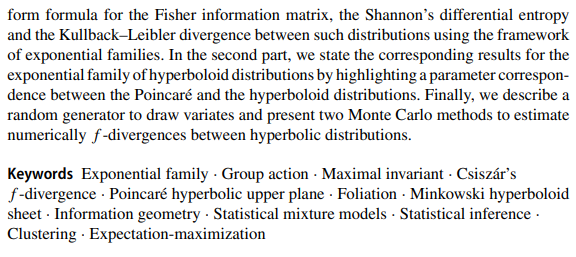 form formula for the Fisher information matrix, the Shannon's differential entropy
and the Kullback–Leibler divergence between such distributions using the framework
of exponential families. In the second part, we state the corresponding results for the
exponential family of hyperboloid distributions by highlighting a parameter correspon-
dence between the Poincaré and the hyperboloid distributions. Finally, we describe a
random generator to draw variates and present two Monte Carlo methods to estimate
numerically f-divergences between hyperbolic distributions.
Keywords Exponential family · Group action · Maximal invariant · Csiszár's
f-divergence · Poincaré hyperbolic upper plane · Foliation · Minkowski hyperboloid
sheet · Information geometry · Statistical mixture models · Statistical inference ·
Clustering · Expectation-maximization